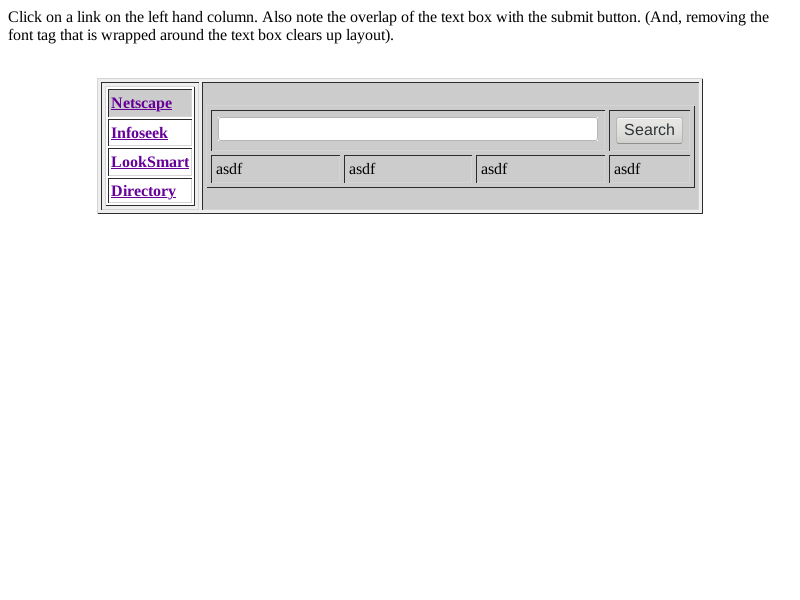 Click on a link on the left hand column. Also note the overlap of the text box with the submit button. (And, removing the
font tag that is wrapped around the text box clears up layout).
Netscape
Infoseek
LookSmart
Directory
Search
asdf asdf asdf asdf